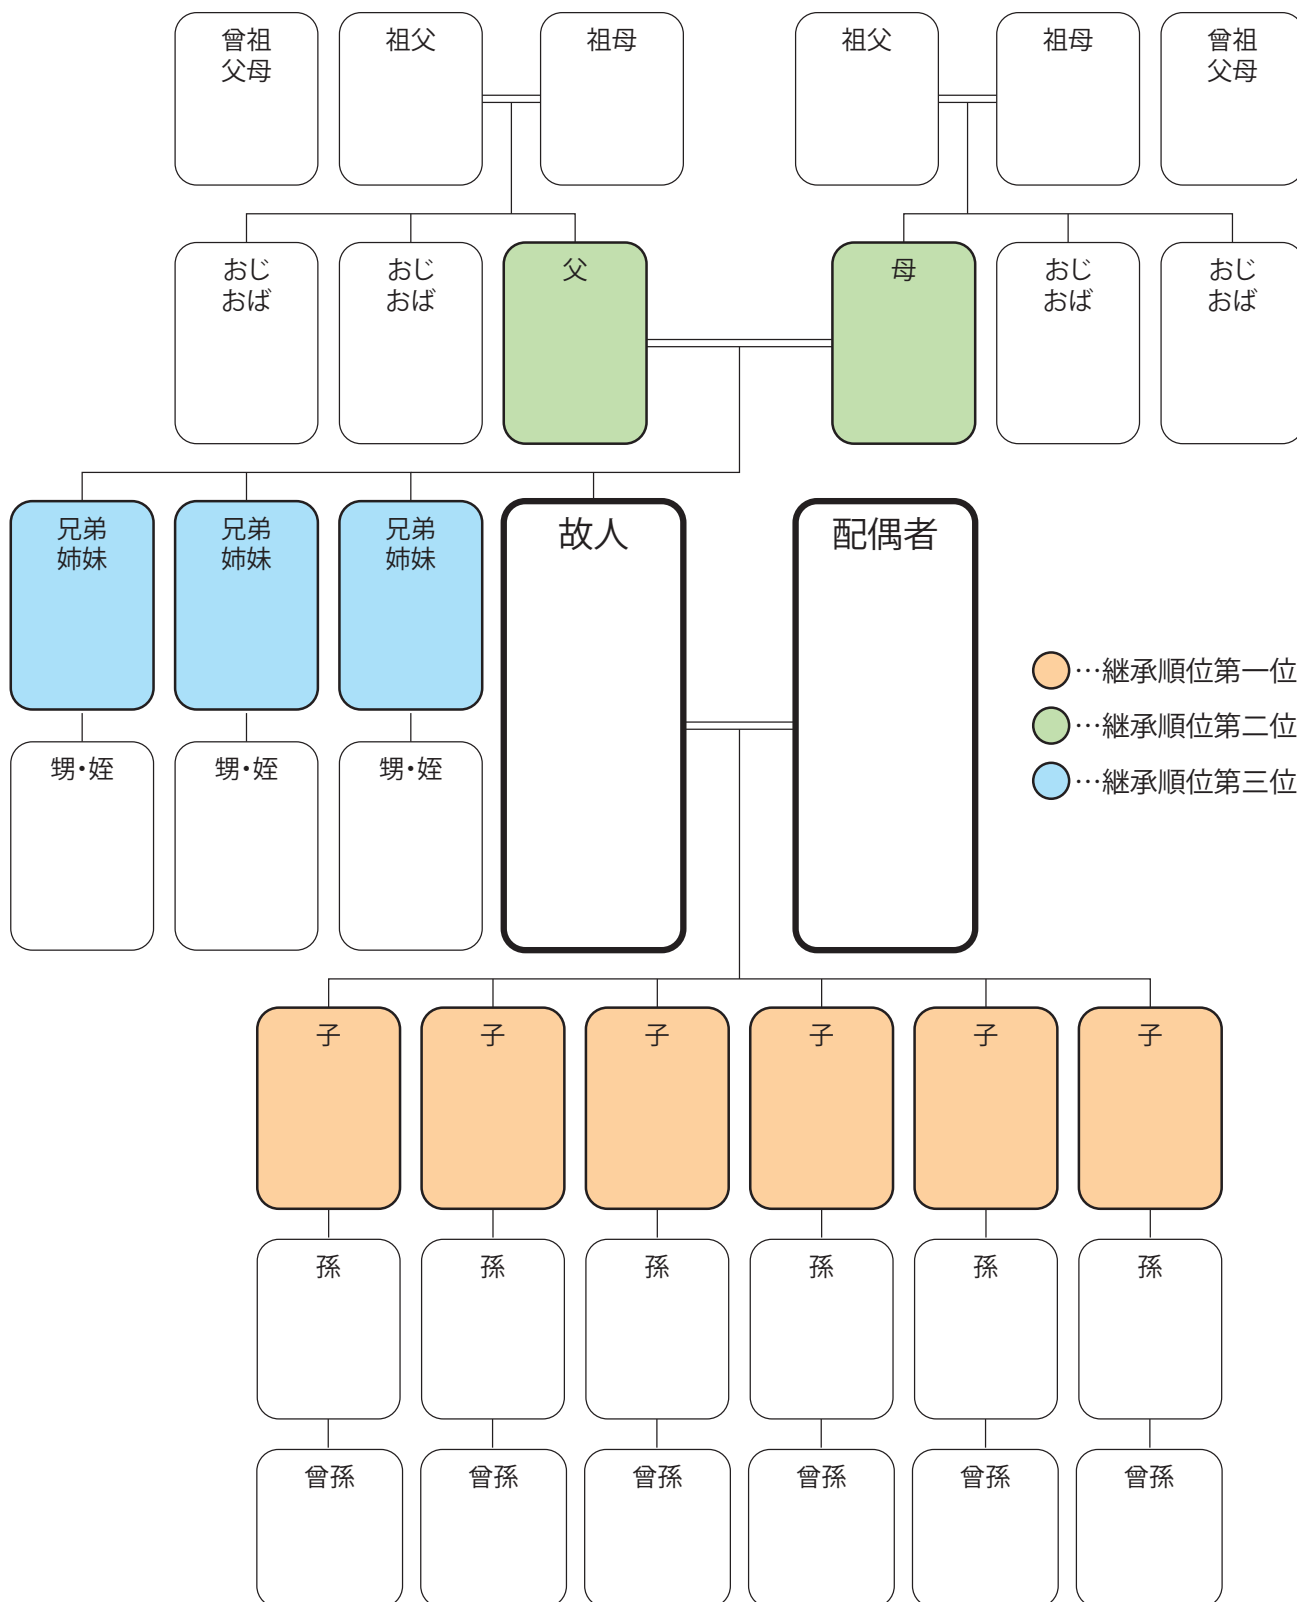 曾祖
父母
祖父
祖母
祖父
祖母
曾祖
父母
おじ
おば
おじ
おば
父
母
おじ
おば
おじ
おば
兄弟
姉妹
兄弟
姉妹
兄弟
姉妹
故人
配偶者
…継承順位第一位
…継承順位第二位
…継承順位第三位
甥・姪
甥・姪
甥・姪
子
子
子
子
子
子
孫
孫
孫
孫
孫
孫
曾孫
曾孫
曾孫
曾孫
曾孫
曾孫